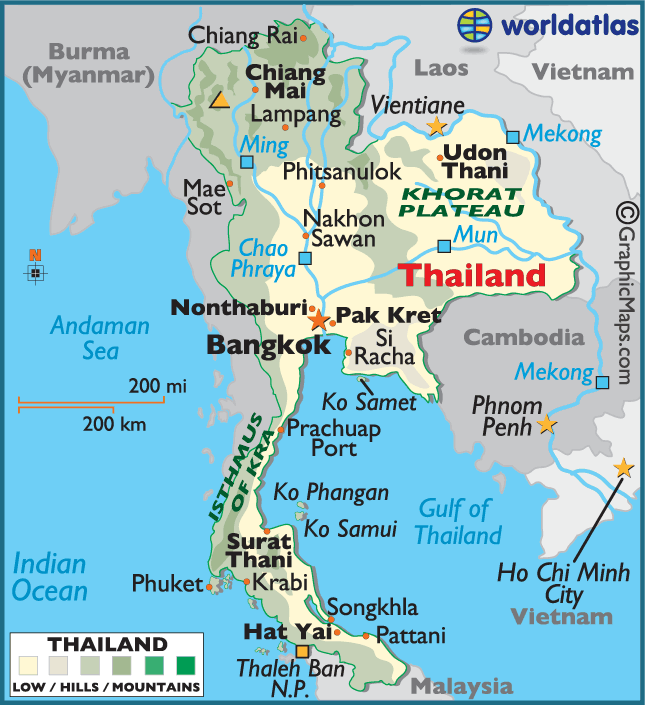 worldatlas
Chiang Rai
Burma
(Myanmar)
Laos
Vietnam
Chiang
Mai
Vientiane
Lampang
Mekong
Ming
Udon
Thani
Phitsanulok
Mae
Sot
KHORAT
PLATEAU
Nakhon
Sawan
Mun
Chao
Phraya
© GraphicMaps.com
N
Thailand
Nonthaburi
Pak Kret
Andaman
Sea
Bangkok
Si
Racha
Cambodia
Mekong
200 mi
200 km
Ko Samet
Phnom
Penh
Prachuap
Port
ISTHMUS
OF KRA
Ko Phangan
Gulf of
Thailand
Ko Samui
Surat
Thani
Indian
Ocean
Ho Chi Minh
City
Phuket
Krabi
Vietnam
Songkhla
Hat Yai
Pattani
Thaleh Ban
N.P.
Malaysia
THAILAND
LOW / HILLS / MOUNTAINS